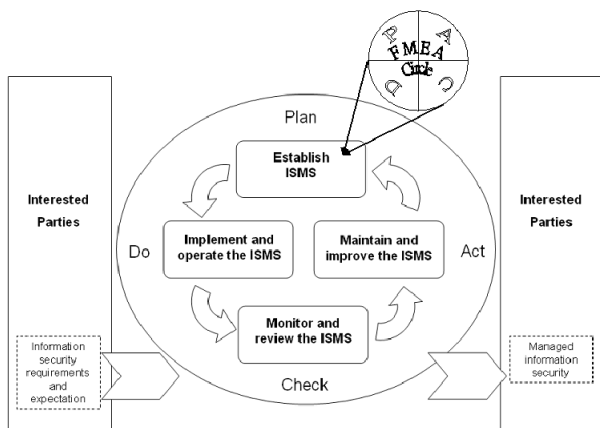 P A
FMEA
Circle
D C
Plan
Establish
ISMS
Interested
Parties
Interested
Parties
Do
Implement and
operate the ISMS
Maintain and
improve the ISMS
Act
Monitor and
review the ISMS
Information
security
requirements
and
expectation
Managed
information
security
Check